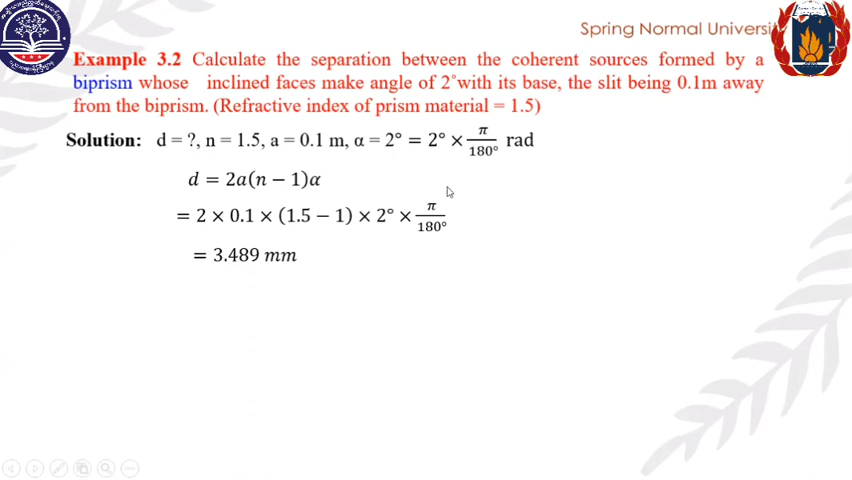 Spring Normal Universi
Example 3.2 Calculate the separation between the coherent sources formed by a
biprism whose inclined faces make angle of 2˚with its base, the slit being 0.1m away
from the biprism. (Refractive index of prism material = 1.5)
Solution: d = ?, n = 1.5, a = 0.1 m, α = 2° = 2° × π/180° rad
d = 2a(n − 1)α
= 2 × 0.1 × (1.5 − 1) × 2° × π/180°
= 3.489 mm